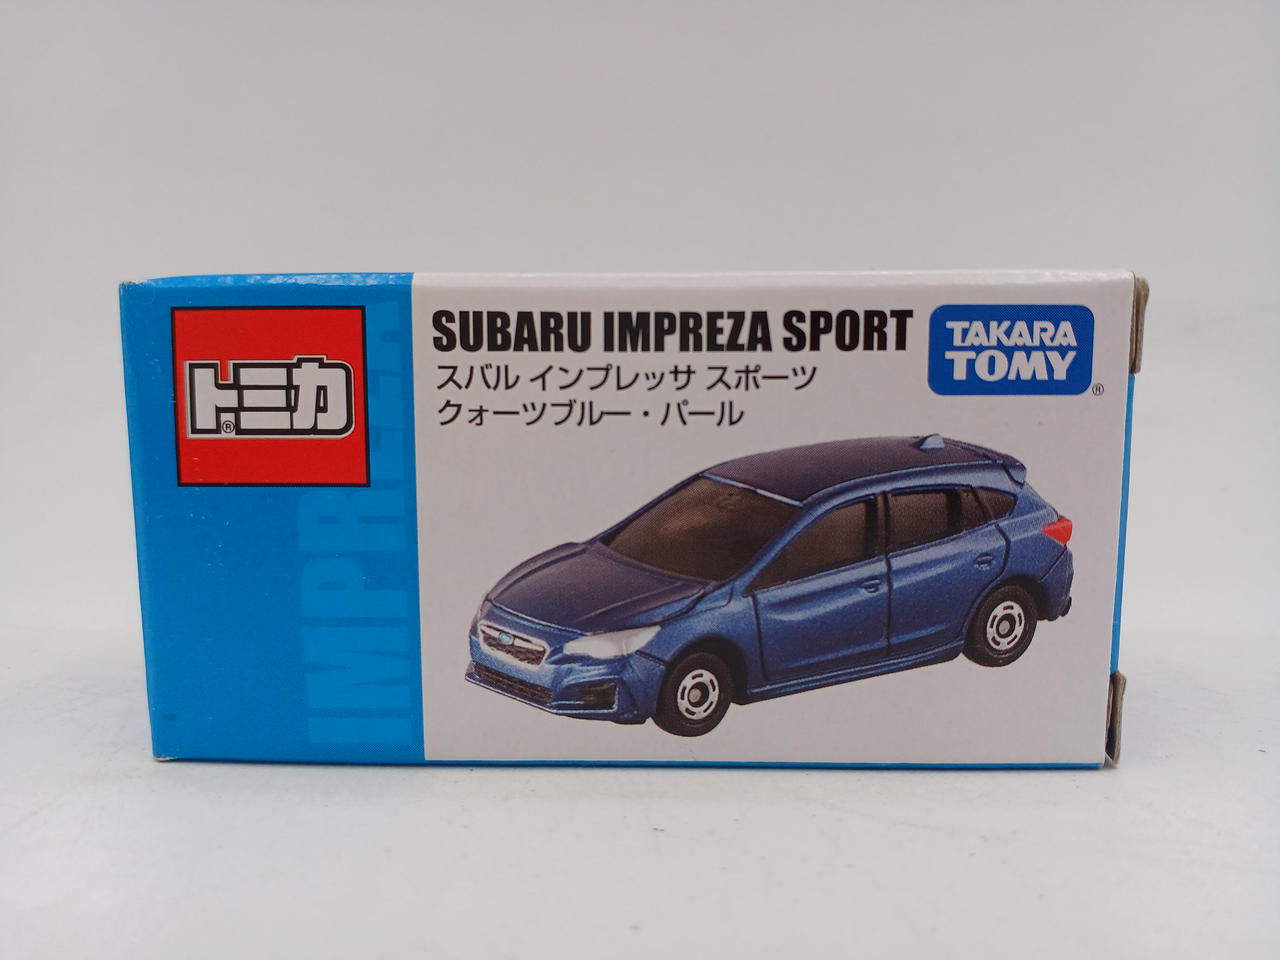 トミカ
®
IMPREZA
SUBARU IMPREZA SPORT
スバル インプレッサ スポーツ
クォーツブルー・パール
TAKARA
TOMY
®